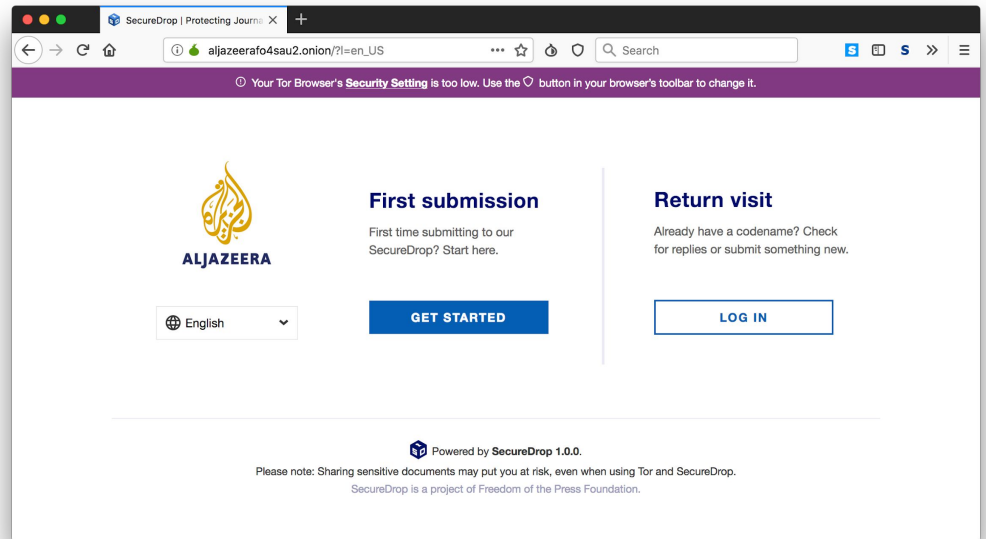 SecureDrop | Protecting Journa
aljazeerafo4sau2.onion/?l=en_US
Search
S
S
Your Tor Browser's Security Setting is too low. Use the button in your browser's toolbar to change it.
ALJAZEERA
English
First submission
First time submitting to our
SecureDrop? Start here.
GET STARTED
Return visit
Already have a codename? Check
for replies or submit something new.
LOG IN
Powered by SecureDrop 1.0.0.
Please note: Sharing sensitive documents may put you at risk, even when using Tor and SecureDrop.
SecureDrop is a project of Freedom of the Press Foundation.